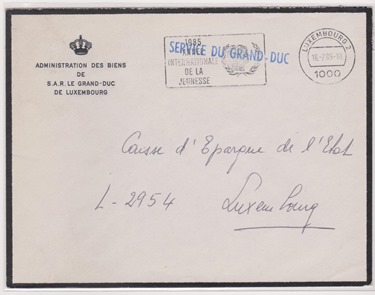 ADMINISTRATION DES BIENS
DE
S.A.R. LE GRAND-DUC
DE LUXEMBOURG
1985
INTERNATIONALE
DE LA
JEUNESSE
SERVICE DU GRAND-DUC
LUXEMBOURG 2
1000
Caisse d'Epargne de l'Etat
L-2954 Luxembourg